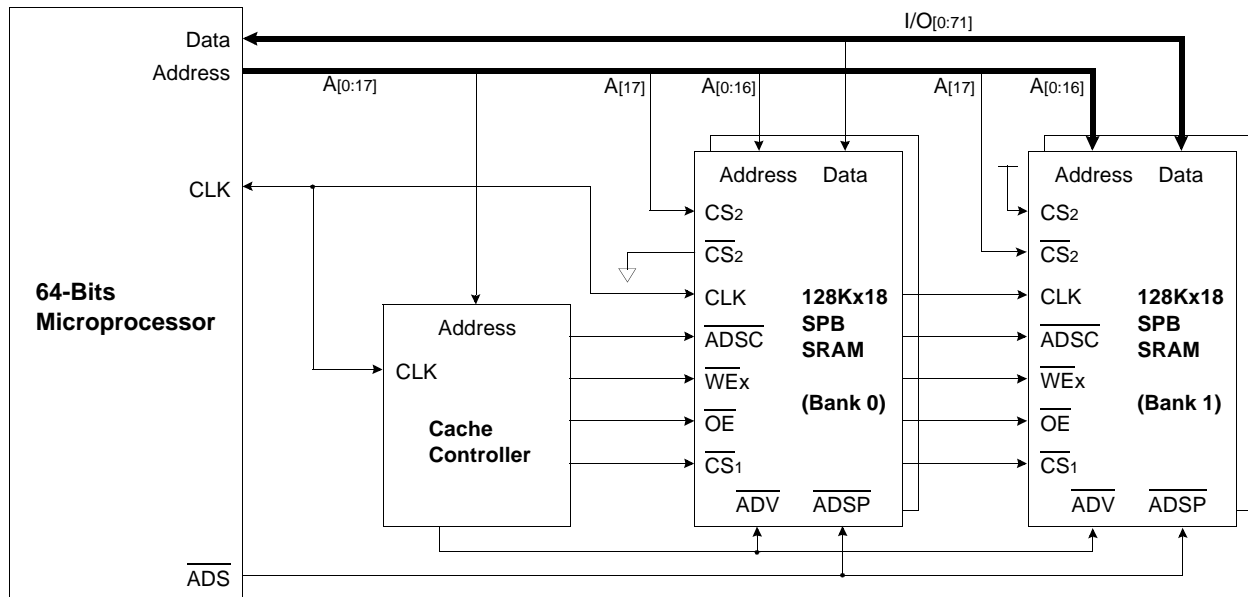 I/O[0:71]
Data
Address
A[0:17]
A[17]
A[0:16]
A[17]
A[0:16]
CLK
64-Bits
Microprocessor
ADS
Address
CLK
Cache
Controller
Address Data
CS2
CS2
CLK
ADSC
WEx
OE
CS1
128Kx18
SPB
SRAM
(Bank 0)
ADV ADSP
Address Data
CS2
CS2
CLK
ADSC
WEx
OE
CS1
128Kx18
SPB
SRAM
(Bank 1)
ADV ADSP